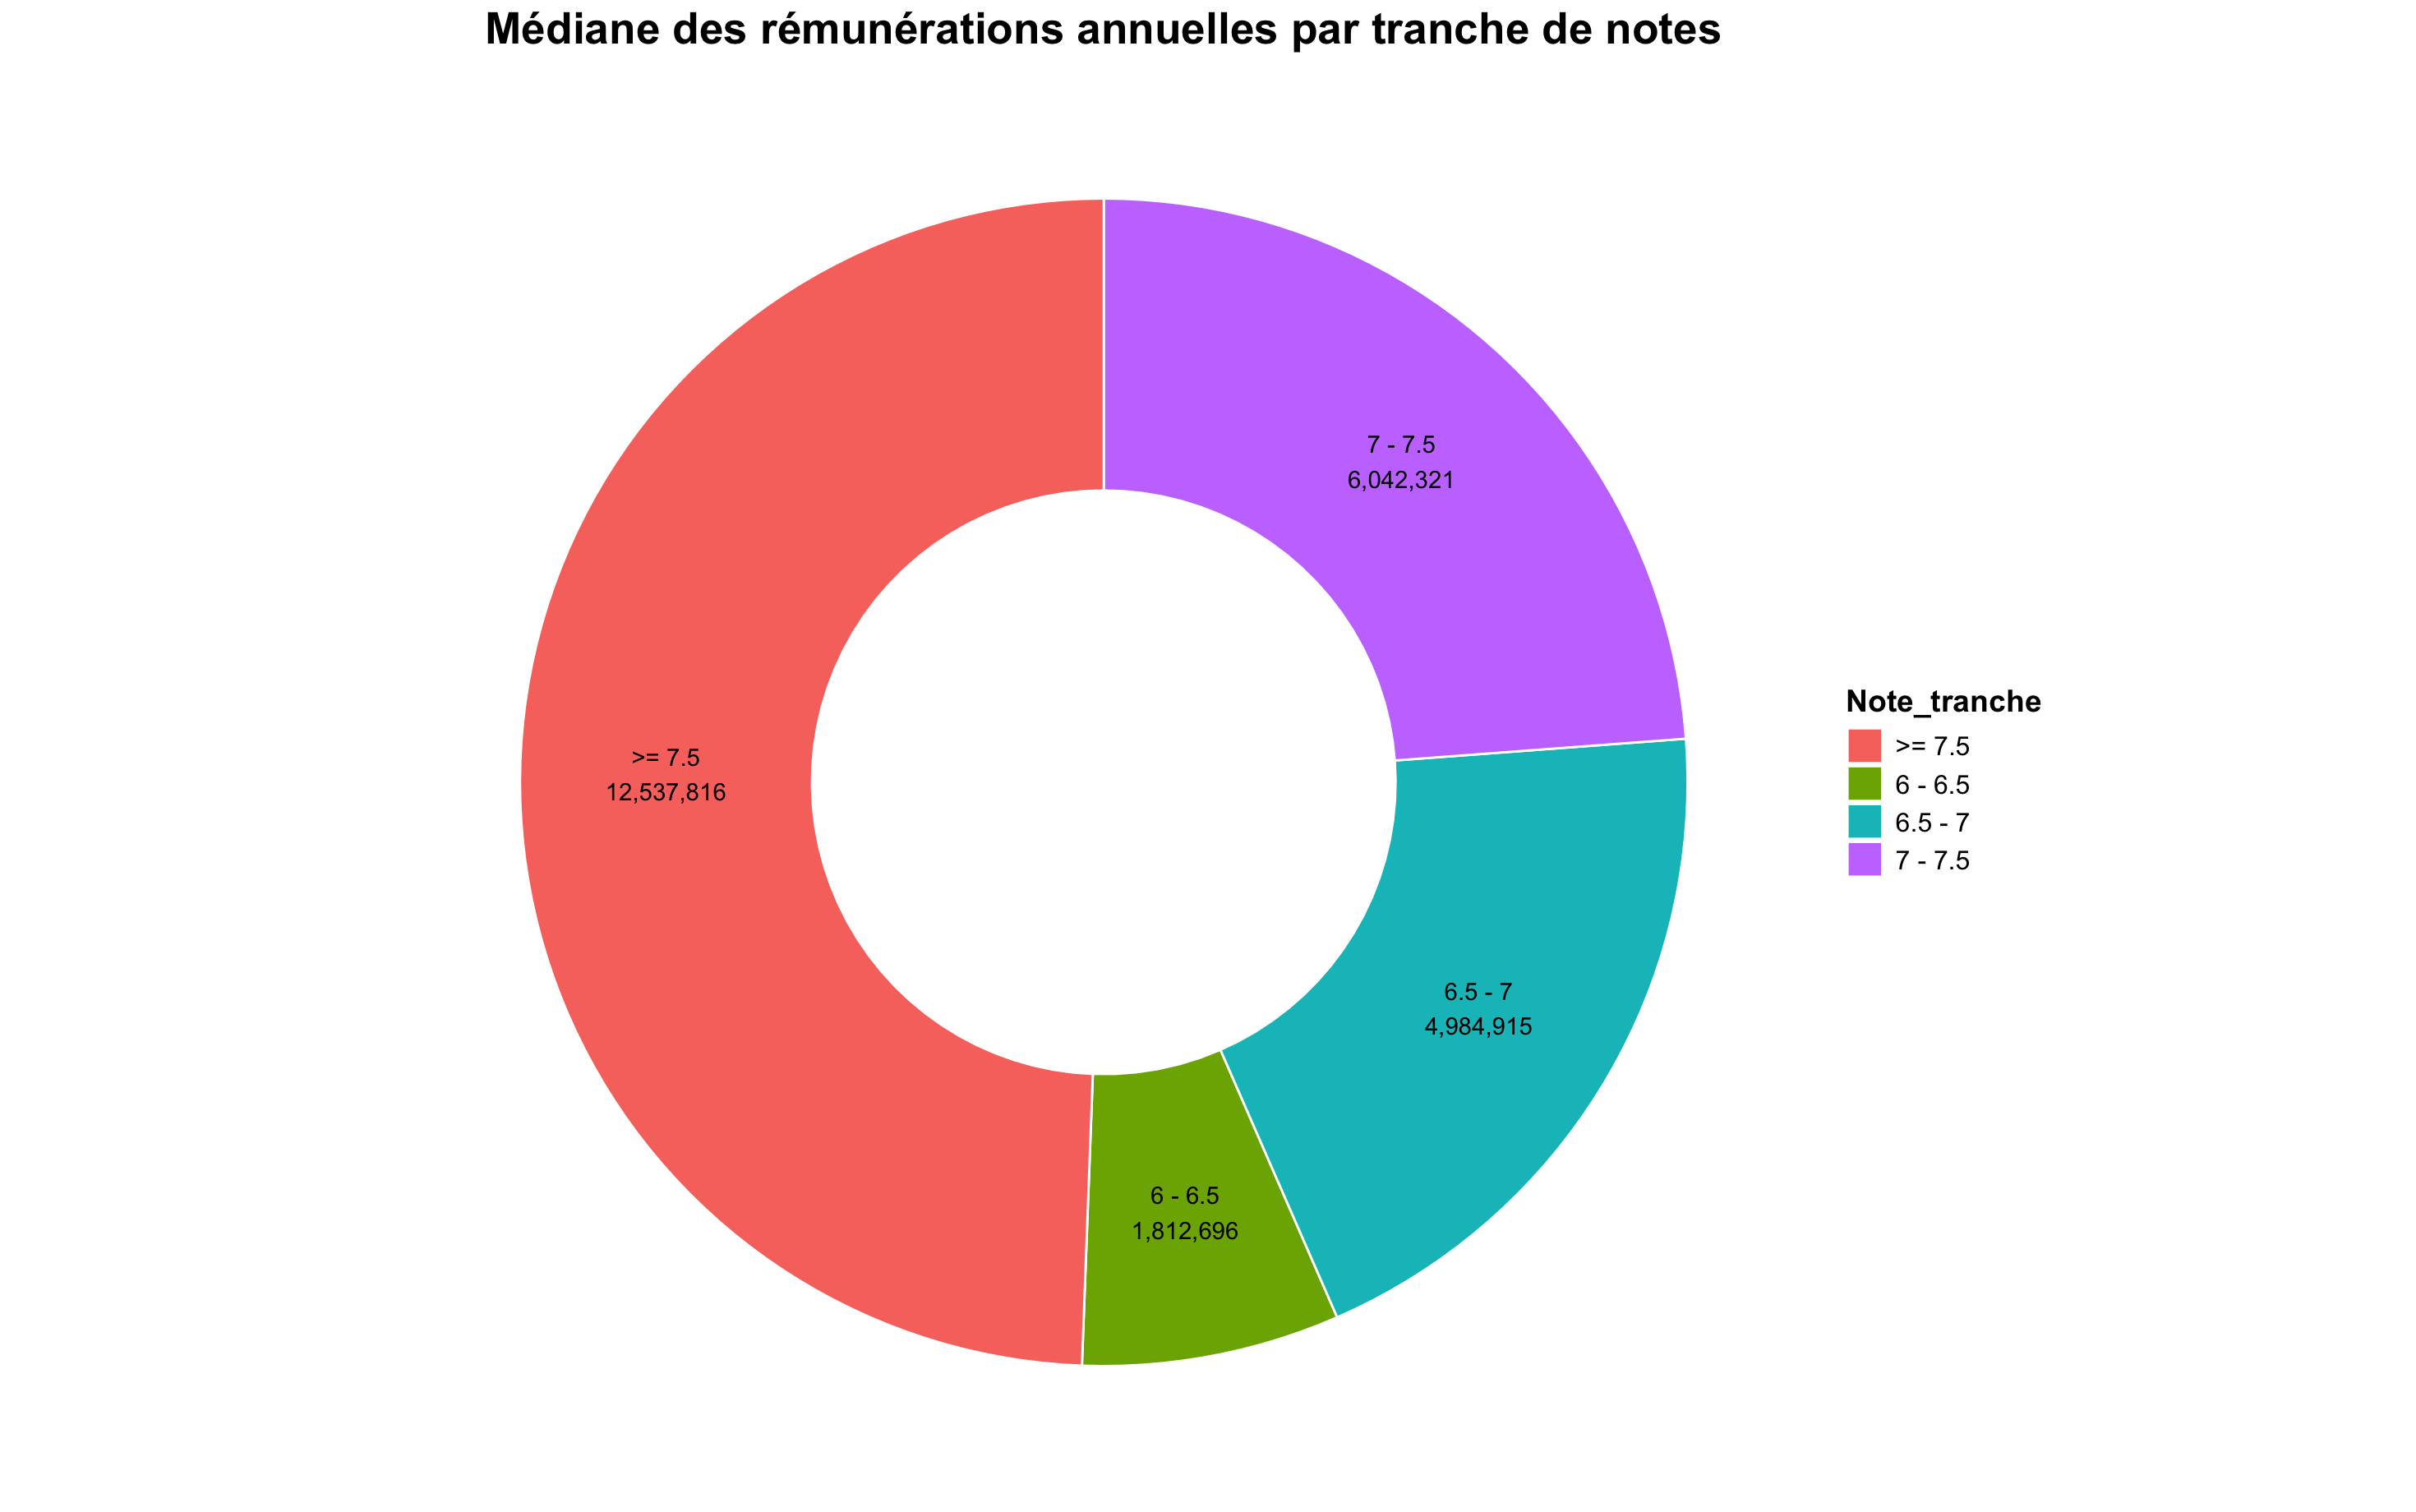 Médiane des rémunérations annuelles par tranche de notes
7 - 7.5
6,042,321
>= 7.5
12,537,816
6.5 - 7
4,984,915
6 - 6.5
1,812,696
Note_tranche
>= 7.5
6 - 6.5
6.5 - 7
7 - 7.5